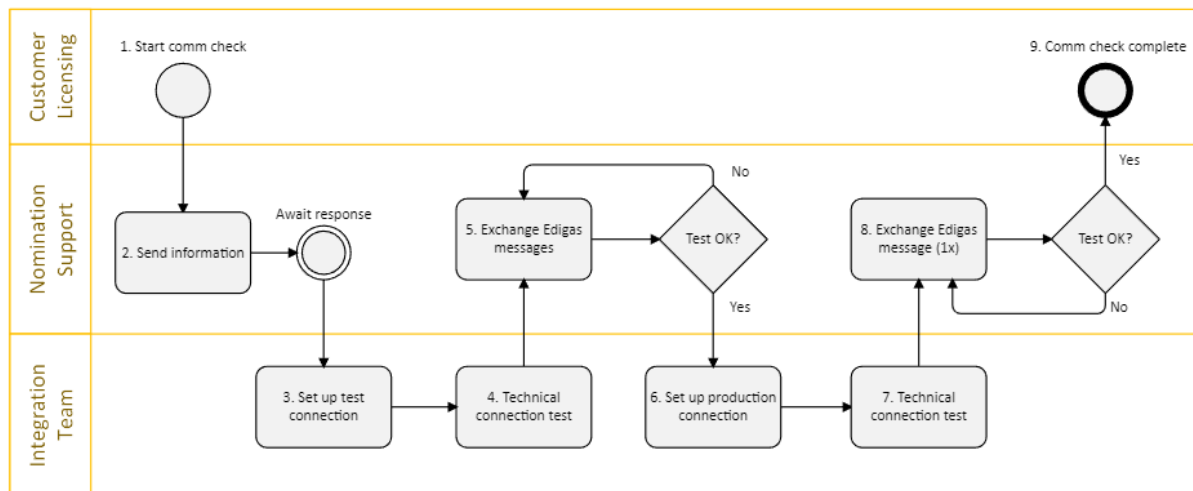 Customer
Licensing
1. Start comm check
9. Comm check complete
Yes
Nomination
Support
2. Send information
Await response
No
5. Exchange Edigas
messages
Test OK?
Yes
8. Exchange Edigas
message (1x)
Test OK?
No
Integration
Team
3. Set up test
connection
4. Technical
connection test
6. Set up production
connection
7. Technical
connection test